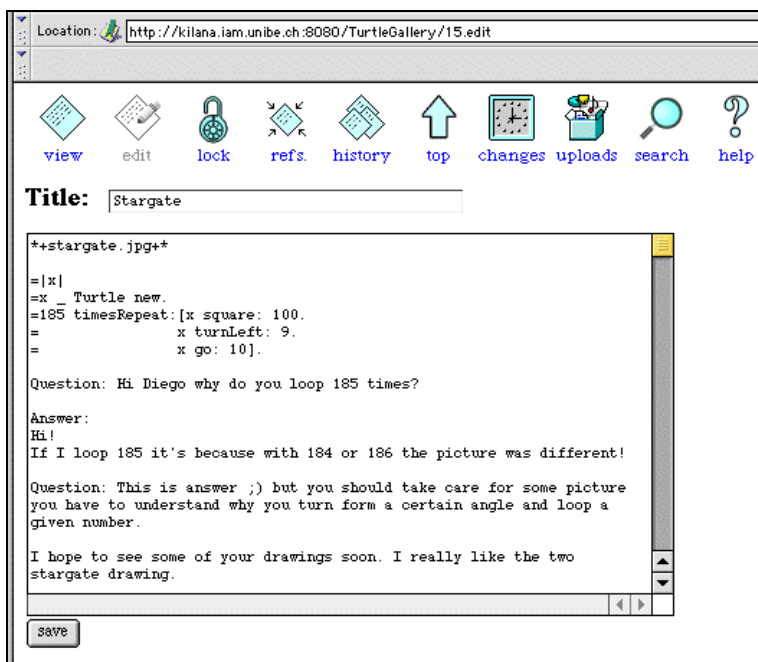 Location: http://kilana.iam.unibe.ch:8080/TurtleGallery/15.edit
view edit lock refs. history top changes uploads search help
Title: Stargate
*+stargate.jpg+*
=|x|
=x _ Turtle new.
=185 timesRepeat:[x square: 100.
= x turnLeft: 9.
= x go: 10].
Question: Hi Diego why do you loop 185 times?
Answer:
Hi!
If I loop 185 it's because with 184 or 186 the picture was different!
Question: This is answer ;) but you should take care for some picture
you have to understand why you turn form a certain angle and loop a
given number.
I hope to see some of your drawings soon. I really like the two
stargate drawing.
save